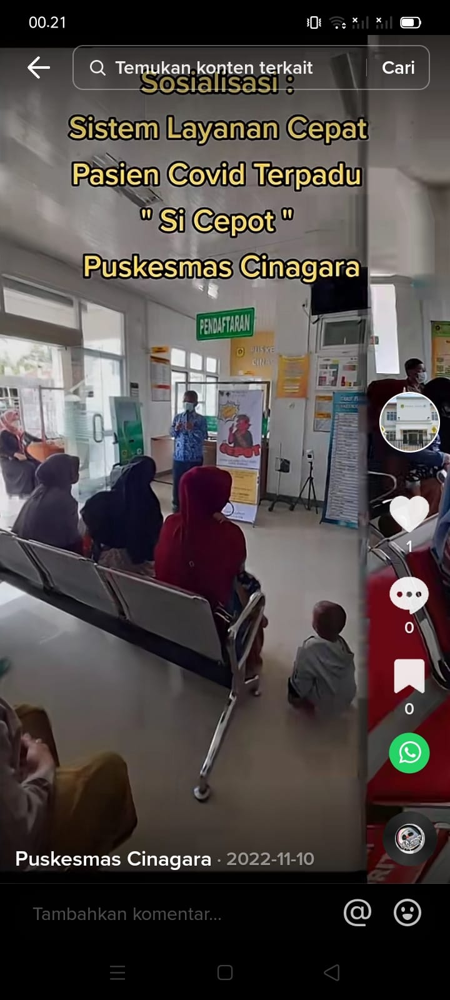 00.21
Temukan konten terkait
Cari
Sosialisasi :
Sistem Layanan Cepat
Pasien Covid Terpadu
" Si Cepot "
Puskesmas Cinagara
PENDAFTARAN
CEPOT
1
0
0
Puskesmas Cinagara · 2022-11-10
Tambahkan komentar...